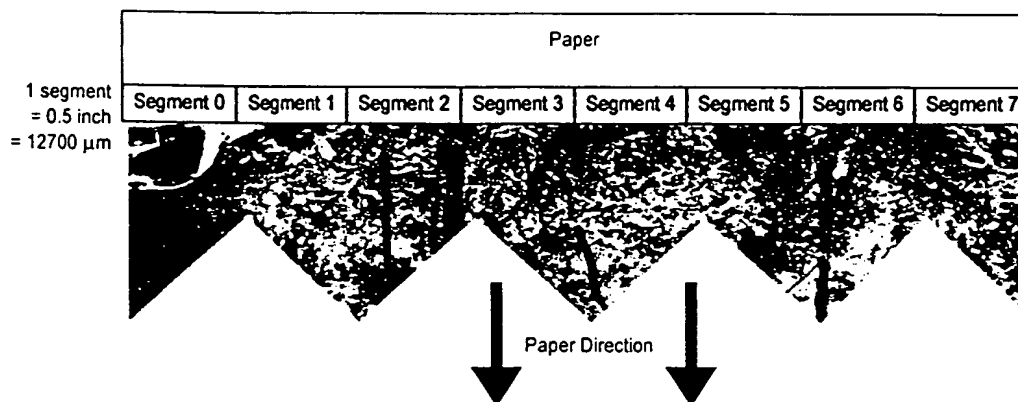 Paper
1 segment
= 0.5 inch
= 12700 µm
Segment 0 Segment 1 Segment 2 Segment 3 Segment 4 Segment 5 Segment 6 Segment 7
Paper Direction